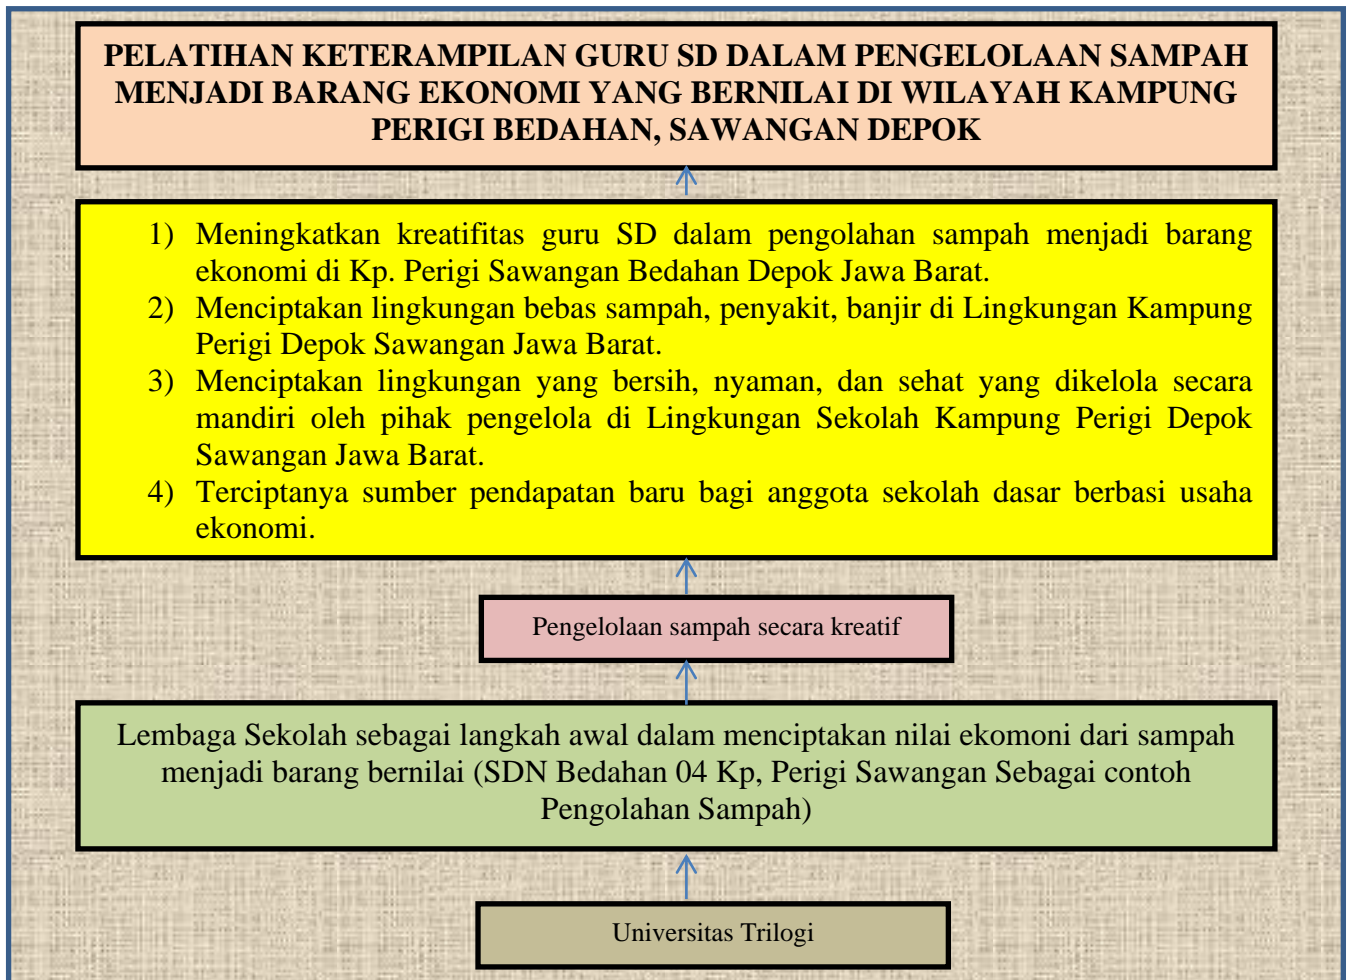 PELATIHAN KETERAMPILAN GURU SD DALAM PENGELOLAAN SAMPAH
MENJADI BARANG EKONOMI YANG BERNILAI DI WILAYAH KAMPUNG
PERIGI BEDAHAN, SAWANGAN DEPOK
1) Meningkatkan kreatifitas guru SD dalam pengolahan sampah menjadi barang
ekonomi di Kp. Perigi Sawangan Bedahan Depok Jawa Barat.
2) Menciptakan lingkungan bebas sampah, penyakit, banjir di Lingkungan Kampung
Perigi Depok Sawangan Jawa Barat.
3) Menciptakan lingkungan yang bersih, nyaman, dan sehat yang dikelola secara
mandiri oleh pihak pengelola di Lingkungan Sekolah Kampung Perigi Depok
Sawangan Jawa Barat.
4) Terciptanya sumber pendapatan baru bagi anggota sekolah dasar berbasi usaha
ekonomi.
Pengelolaan sampah secara kreatif
Lembaga Sekolah sebagai langkah awal dalam menciptakan nilai ekomoni dari sampah
menjadi barang bernilai (SDN Bedahan 04 Kp, Perigi Sawangan Sebagai contoh
Pengolahan Sampah)
Universitas Trilogi